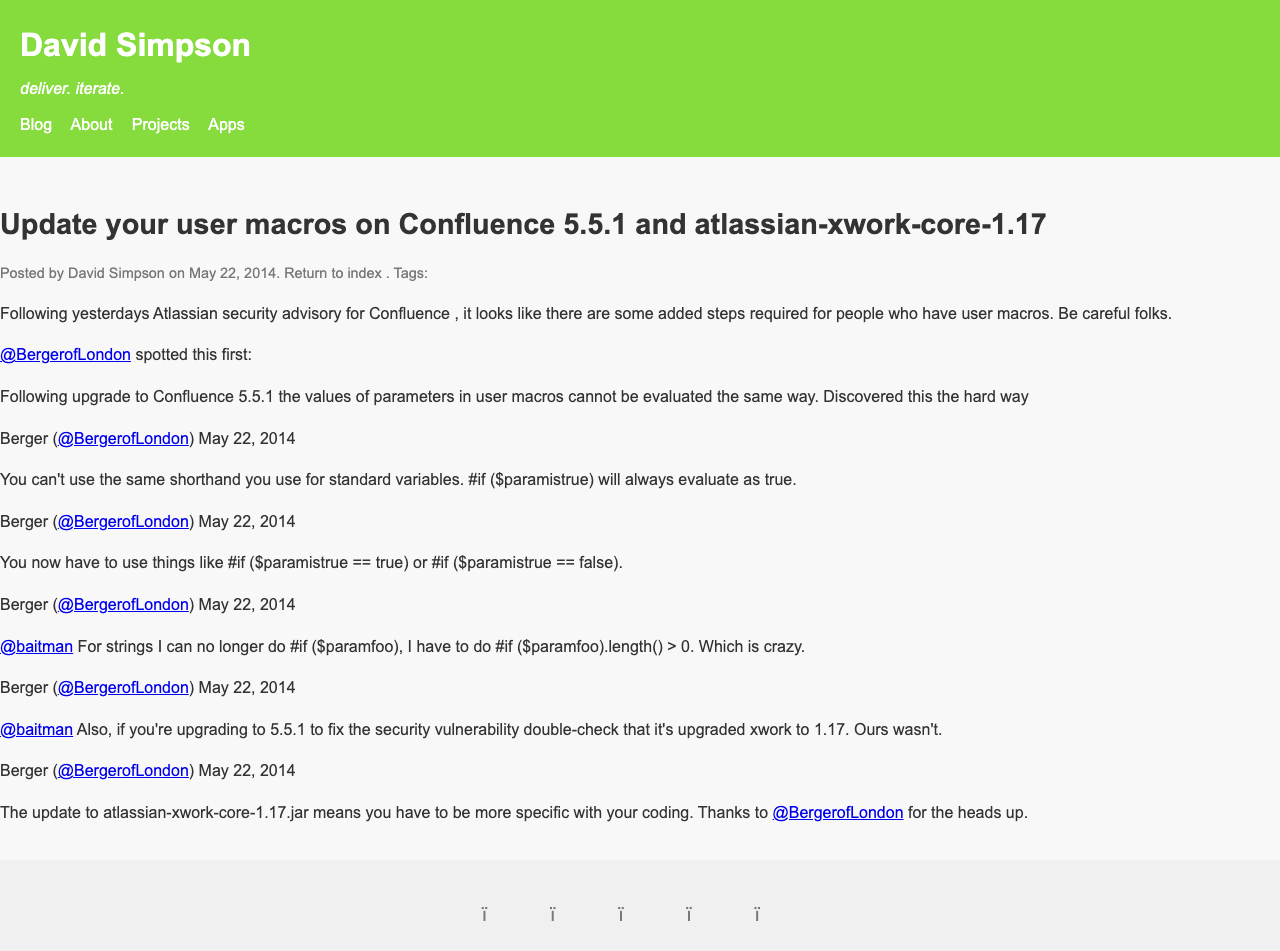 David Simpson
deliver. iterate.
Blog About Projects Apps
Update your user macros on Confluence 5.5.1 and atlassian-xwork-core-1.17
Posted by David Simpson on May 22, 2014. Return to index . Tags:
Following yesterdays Atlassian security advisory for Confluence , it looks like there are some added steps required for people who have user macros. Be careful folks.
@BergerofLondon spotted this first:
Following upgrade to Confluence 5.5.1 the values of parameters in user macros cannot be evaluated the same way. Discovered this the hard way
Berger (@BergerofLondon) May 22, 2014
You can't use the same shorthand you use for standard variables. #if ($paramistrue) will always evaluate as true.
Berger (@BergerofLondon) May 22, 2014
You now have to use things like #if ($paramistrue == true) or #if ($paramistrue == false).
Berger (@BergerofLondon) May 22, 2014
@baitman For strings I can no longer do #if ($paramfoo), I have to do #if ($paramfoo).length() > 0. Which is crazy.
Berger (@BergerofLondon) May 22, 2014
@baitman Also, if you're upgrading to 5.5.1 to fix the security vulnerability double-check that it's upgraded xwork to 1.17. Ours wasn't.
Berger (@BergerofLondon) May 22, 2014
The update to atlassian-xwork-core-1.17.jar means you have to be more specific with your coding. Thanks to @BergerofLondon for the heads up.
ï ï ï ï ï